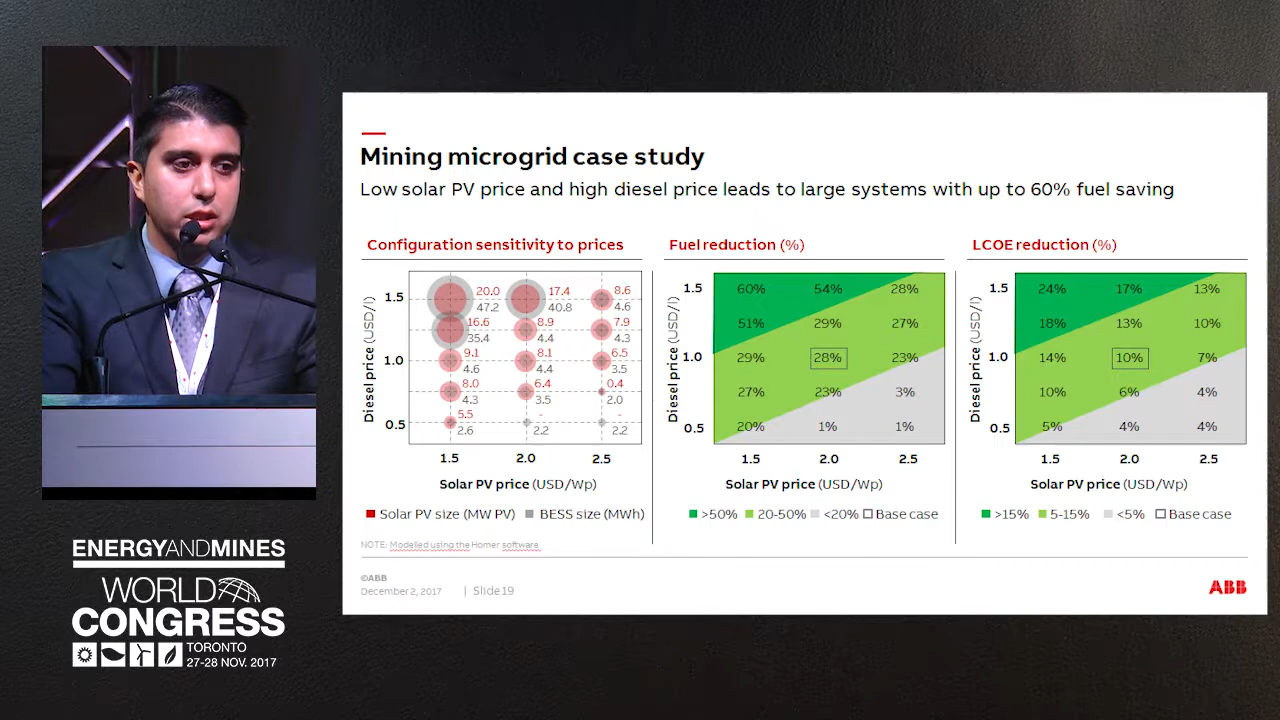 Mining microgrid case study
Low solar PV price and high diesel price leads to large systems with up to 60% fuel saving
Configuration sensitivity to prices
Diesel price (USD/l)
1.5
1.0
0.5
20.0
47.2
17.4
40.8
8.6
4.6
16.6
35.4
8.9
4.4
7.9
4.3
9.1
4.6
8.1
4.4
6.5
3.5
8.0
4.3
6.4
3.5
0.4
2.0
5.5
2.6
-
2.2
-
2.2
1.5 2.0 2.5
Solar PV price (USD/Wp)
Solar PV size (MW PV) BESS size (MWh)
Fuel reduction (%)
Diesel price (USD/l)
1.5
1.0
0.5
60% 54% 28%
51% 29% 27%
29% 28% 23%
27% 23% 3%
20% 1% 1%
1.5 2.0 2.5
Solar PV price (USD/Wp)
>50% 20-50% <20% Base case
LCOE reduction (%)
Diesel price (USD/l)
1.5
1.0
0.5
24% 17% 13%
18% 13% 10%
14% 10% 7%
10% 6% 4%
5% 4% 4%
1.5 2.0 2.5
Solar PV price (USD/Wp)
>15% 5-15% <5% Base case
NOTE: Modelled using the Homer software
©ABB
December 2, 2017 | Slide 19
ABB
ENERGYANDMINES
WORLD
CONGRESS
TORONTO
27-28 NOV. 2017